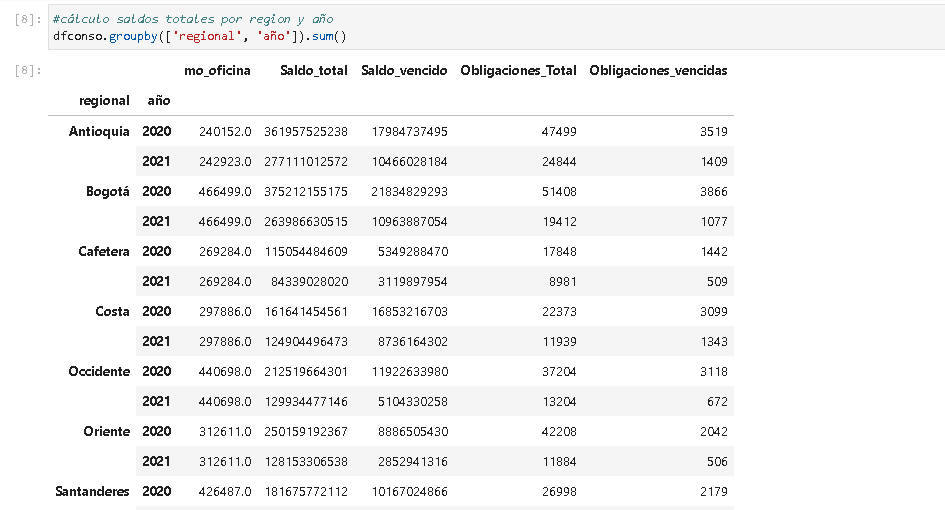 [8]: #cálculo saldos totales por region y año
dfconso.groupby(['regional', 'año']).sum()
[8]: mo_oficina Saldo_total Saldo_vencido Obligaciones_Total Obligaciones_vencidas
regional año
Antioquia 2020 240152.0 361957525238 17984737495 47499 3519
2021 242923.0 277111012572 10466028184 24844 1409
Bogotá 2020 466499.0 375212155175 21834829293 51408 3866
2021 466499.0 263986630515 10963887054 19412 1077
Cafetera 2020 269284.0 115054484609 5349288470 17848 1442
2021 269284.0 84339028020 3119897954 8981 509
Costa 2020 297886.0 161641454561 16853216703 22373 3099
2021 297886.0 124904496473 8736164302 11939 1343
Occidente 2020 440698.0 212519664301 11922633980 37204 3118
2021 440698.0 129934477146 5104330258 13204 672
Oriente 2020 312611.0 250159192367 8886505430 42208 2042
2021 312611.0 128153306538 2852941316 11884 506
Santanderes 2020 426487.0 181675772112 10167024866 26998 2179